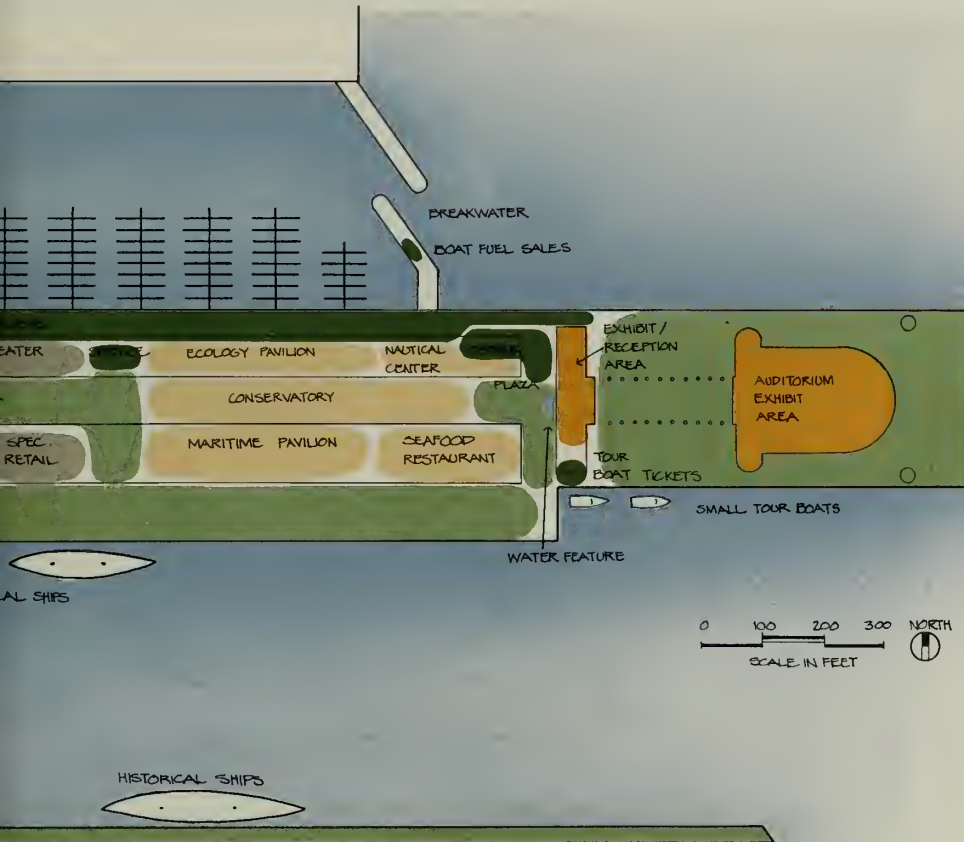 BREAKWATER
BOAT FUEL SALES
EATER
SERVICE
ECOLOGY PAVILION
NAUTICAL
CENTER
EXHIBIT /
RECEPTION
AREA
PLAZA
CONSERVATORY
AUDITORIUM
EXHIBIT
AREA
SPEC.
RETAIL
MARITIME PAVILION
SEAFOOD
RESTAURANT
TOUR
BOAT TICKETS
SMALL TOUR BOATS
WATER FEATURE
AL SHIPS
0 100 200 300
NORTH
SCALE IN FEET
HISTORICAL SHIPS